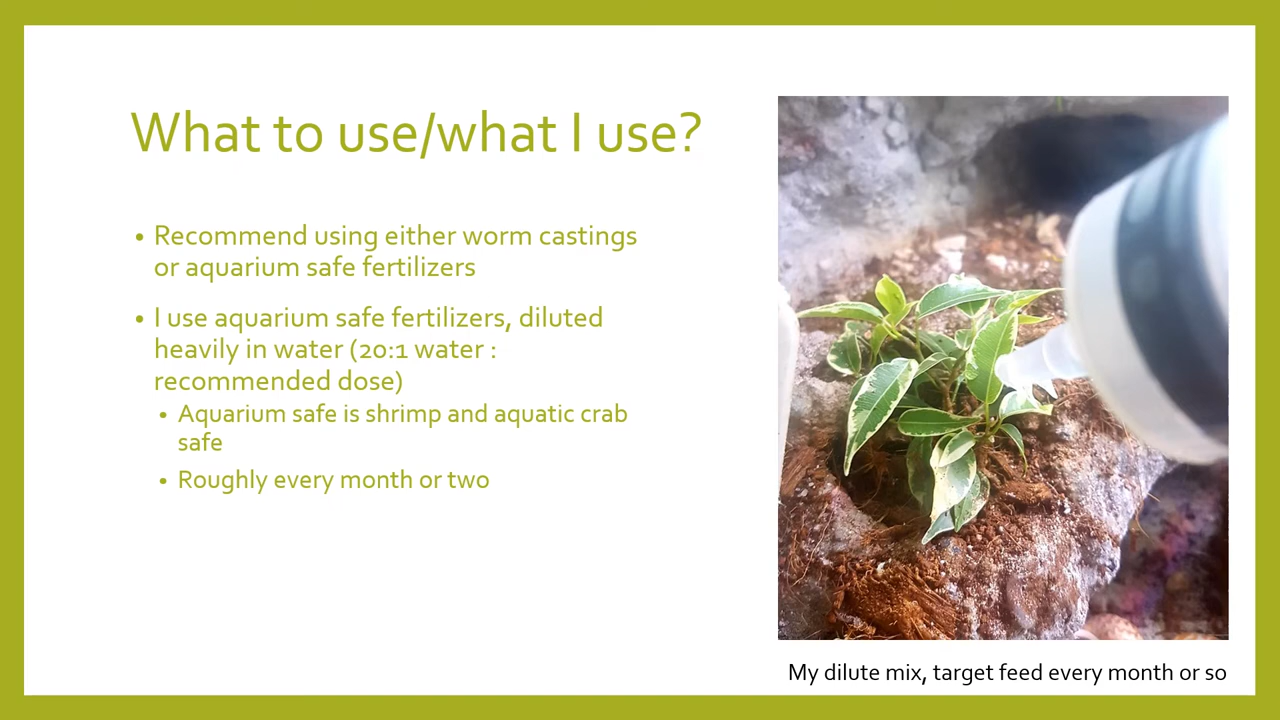 What to use/what I use?
• Recommend using either worm castings
or aquarium safe fertilizers
• I use aquarium safe fertilizers, diluted
heavily in water (20:1 water :
recommended dose)
• Aquarium safe is shrimp and aquatic crab
safe
• Roughly every month or two
My dilute mix, target feed every month or so